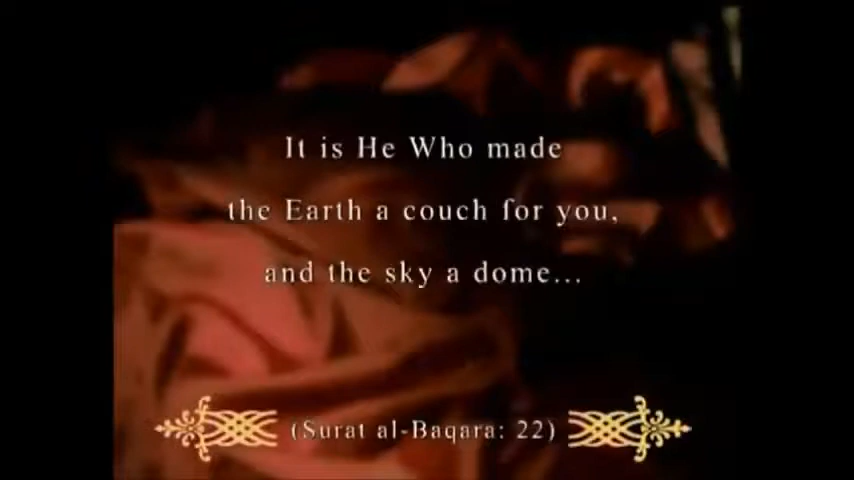 It is He Who made
the Earth a couch for you,
and the sky a dome...
(Surat al-Baqara: 22)